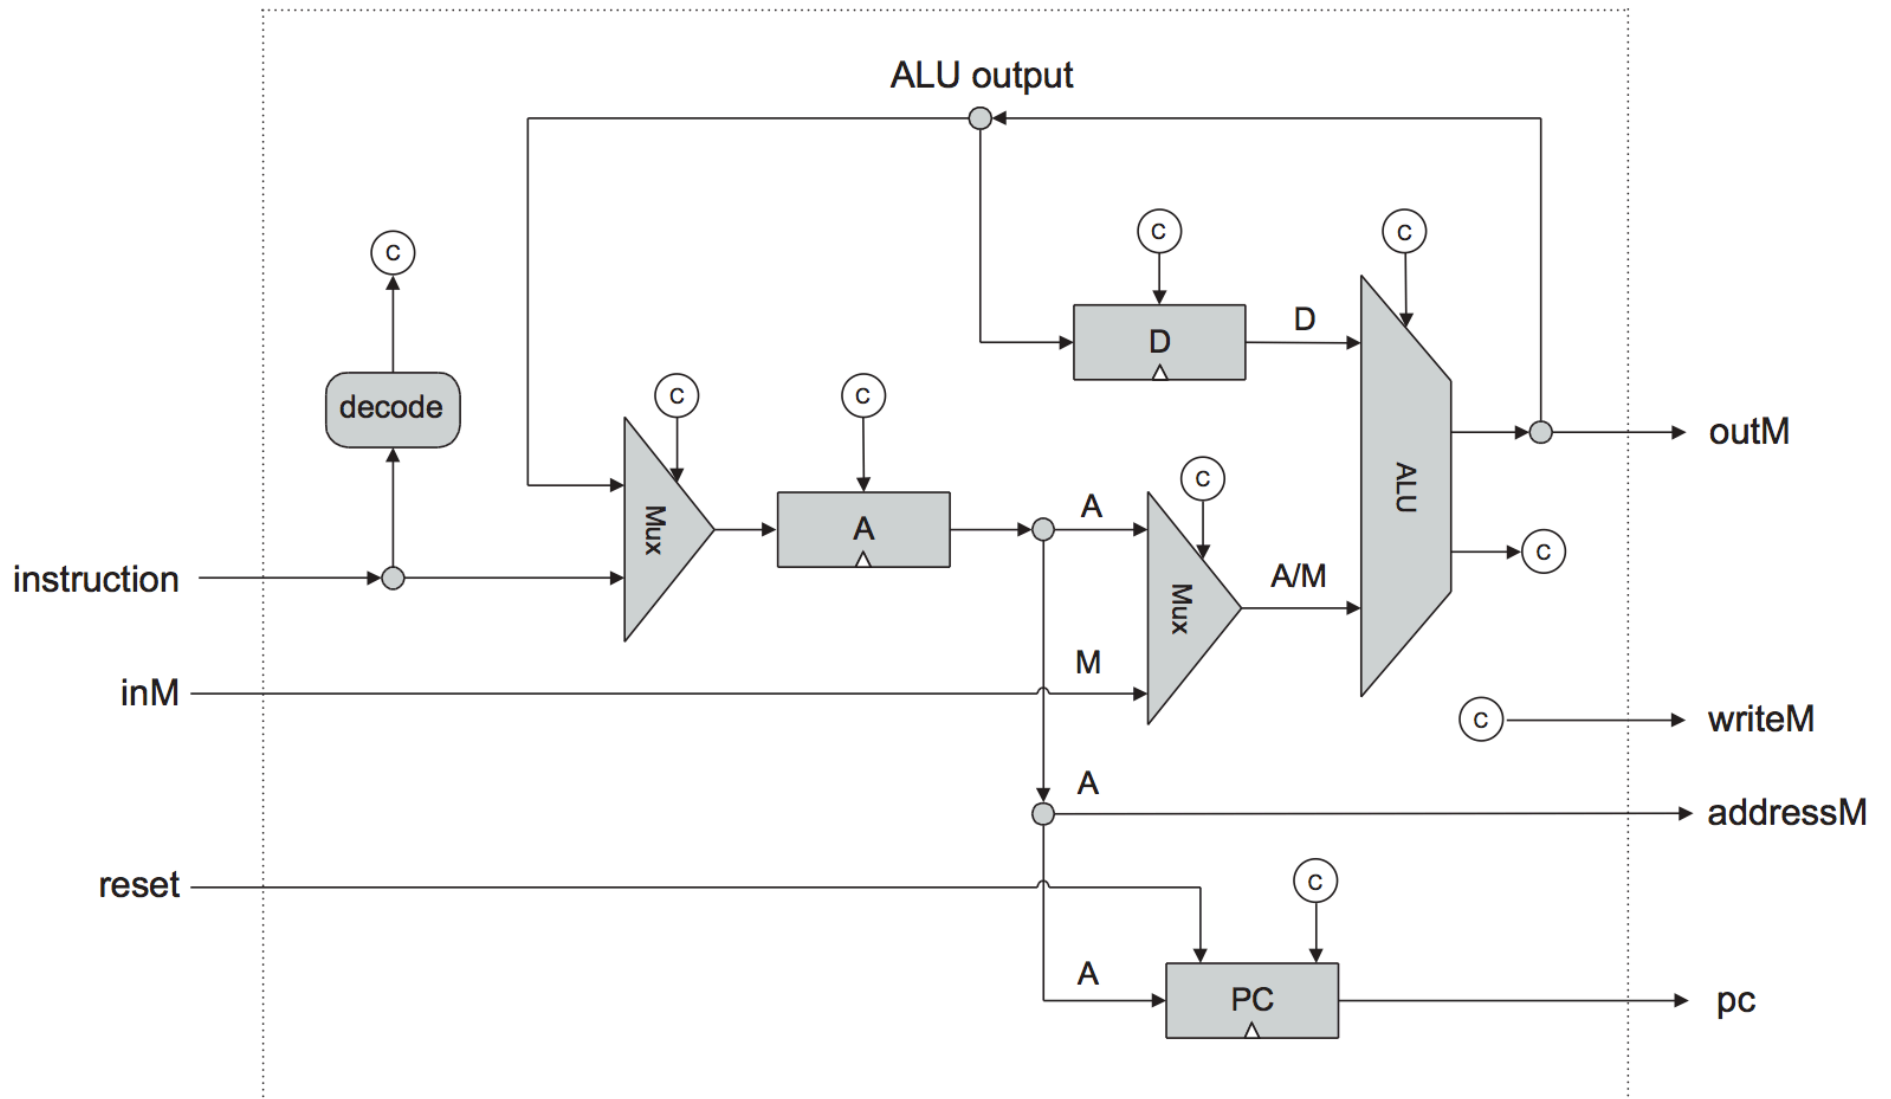 ALU output
C
C
C
D
D
decode
C
C
outM
Mux
A
A
C
ALU
C
instruction
A/M
Mux
M
inM
C
writeM
A
addressM
reset
C
A
PC
pc